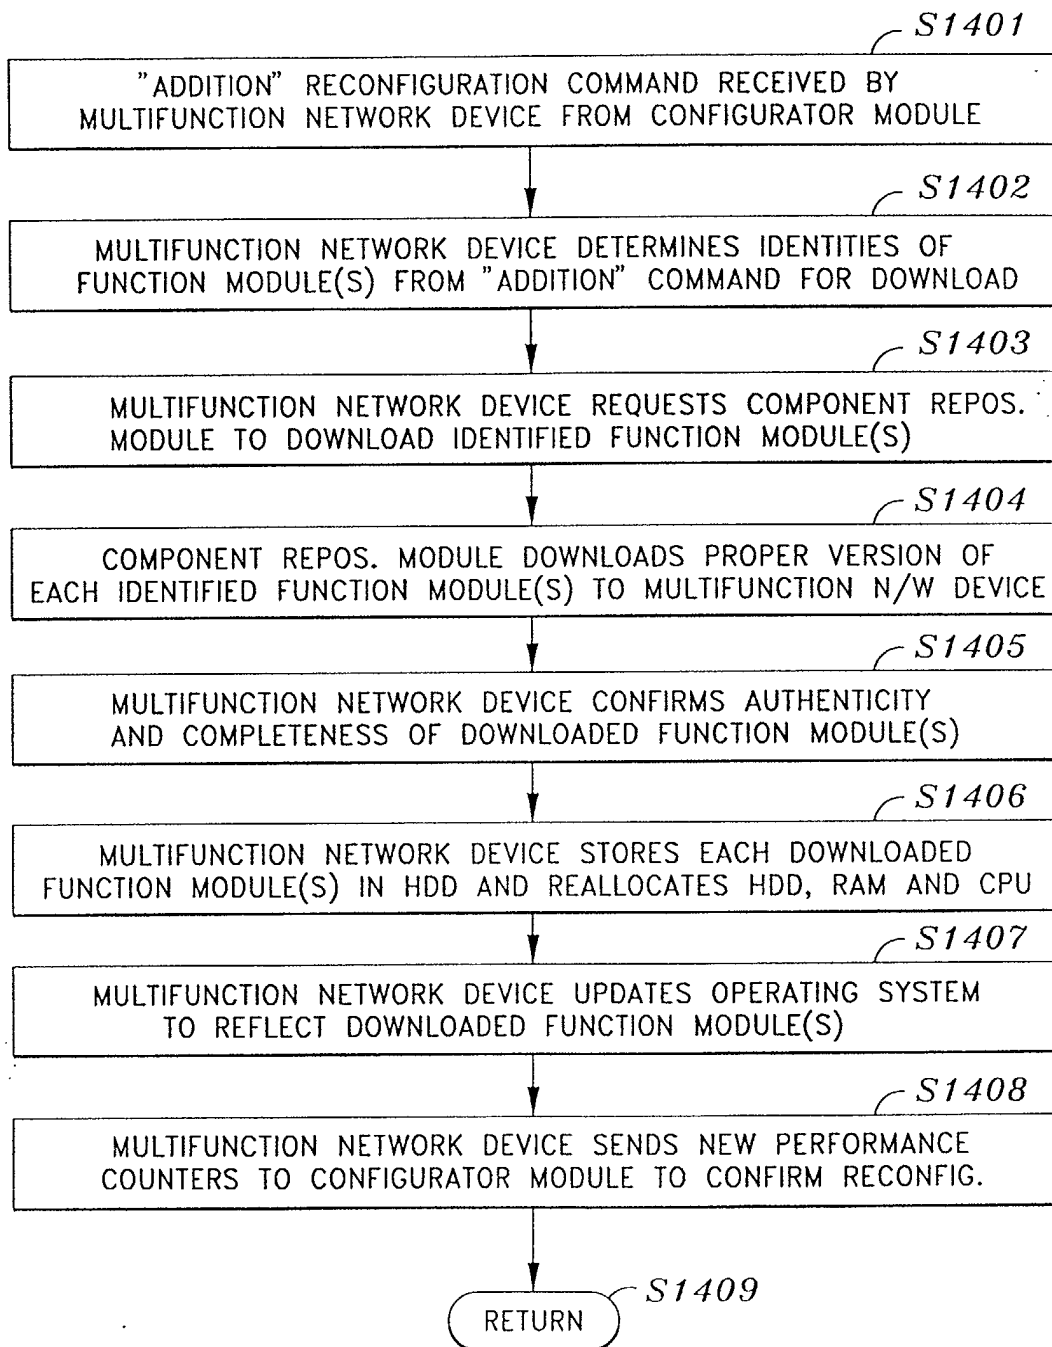 S1401
"ADDITION" RECONFIGURATION COMMAND RECEIVED BY
MULTIFUNCTION NETWORK DEVICE FROM CONFIGURATOR MODULE
S1402
MULTIFUNCTION NETWORK DEVICE DETERMINES IDENTITIES OF
FUNCTION MODULE(S) FROM "ADDITION" COMMAND FOR DOWNLOAD
S1403
MULTIFUNCTION NETWORK DEVICE REQUESTS COMPONENT REPOS.
MODULE TO DOWNLOAD IDENTIFIED FUNCTION MODULE(S)
S1404
COMPONENT REPOS. MODULE DOWNLOADS PROPER VERSION OF
EACH IDENTIFIED FUNCTION MODULE(S) TO MULTIFUNCTION N/W DEVICE
S1405
MULTIFUNCTION NETWORK DEVICE CONFIRMS AUTHENTICITY
AND COMPLETENESS OF DOWNLOADED FUNCTION MODULE(S)
S1406
MULTIFUNCTION NETWORK DEVICE STORES EACH DOWNLOADED
FUNCTION MODULE(S) IN HDD AND REALLOCATES HDD, RAM AND CPU
S1407
MULTIFUNCTION NETWORK DEVICE UPDATES OPERATING SYSTEM
TO REFLECT DOWNLOADED FUNCTION MODULE(S)
S1408
MULTIFUNCTION NETWORK DEVICE SENDS NEW PERFORMANCE
COUNTERS TO CONFIGURATOR MODULE TO CONFIRM RECONFIG.
S1409
RETURN